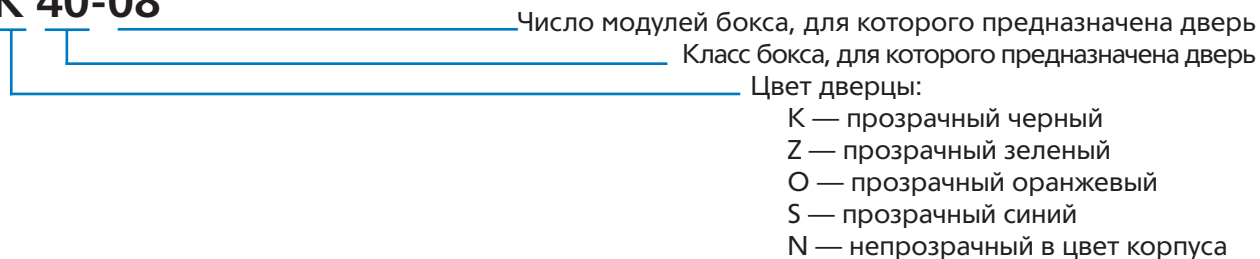 К 40-08
Число модулей бокса, для которого предназначена дверь
Класс бокса, для которого предназначена дверь
Цвет дверцы:
К — прозрачный черный
Z — прозрачный зеленый
O — прозрачный оранжевый
S — прозрачный синий
N — непрозрачный в цвет корпуса